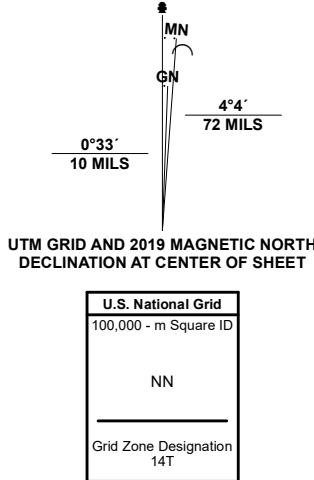 MN
GN
4°4´
72 MILS
0°33´
10 MILS
UTM GRID AND 2019 MAGNETIC NORTH
DECLINATION AT CENTER OF SHEET
U.S. National Grid
100,000 - m Square ID
NN
Grid Zone Designation
14T